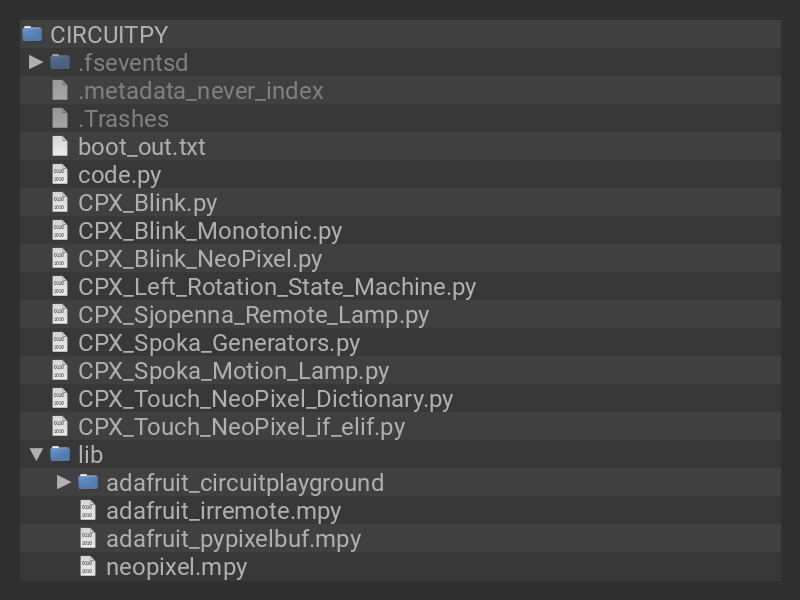 CIRCUITPY
.fseventsd
.metadata_never_index
.Trashes
boot_out.txt
code.py
CPX_Blink.py
CPX_Blink_Monotonic.py
CPX_Blink_NeoPixel.py
CPX_Left_Rotation_State_Machine.py
CPX_Sjopenna_Remote_Lamp.py
CPX_Spoka_Generators.py
CPX_Spoka_Motion_Lamp.py
CPX_Touch_NeoPixel_Dictionary.py
CPX_Touch_NeoPixel_if_elif.py
lib
adafruit_circuitplayground
adafruit_irremote.mpy
adafruit_pypixelbuf.mpy
neopixel.mpy